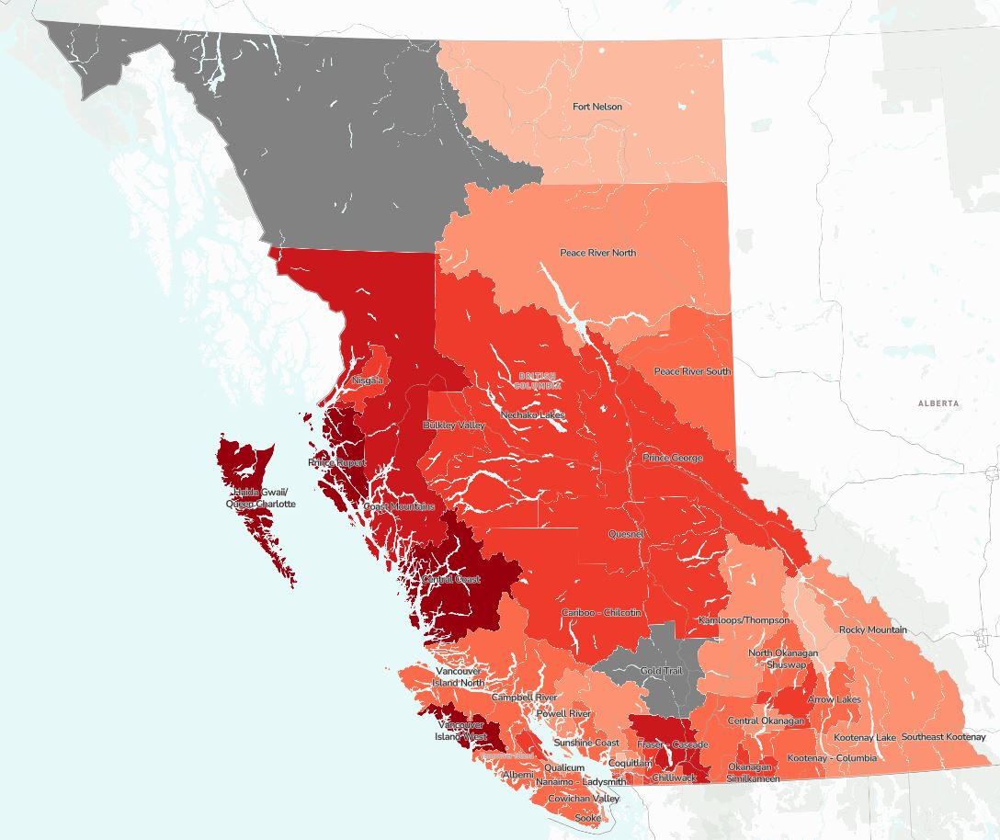 Fort Nelson
Peace River North
Peace River South
BRITISH
COLUMBIA
ALBERTA
Nisga'a
Nechako Lakes
Bulkley Valley
Prince George
Prince Rupert
Haida Gwaii/
Queen Charlotte
Coast Mountains
Quesnel
Central Coast
Cariboo - Chilcotin
Kamloops/Thompson
Rocky Mountain
North Okanagan
- Shuswap
Gold Trail
Vancouver
Island North
Campbell River
Arrow Lakes
Powell River
Central Okanagan
Vancouver
Island West
Kootenay Lake
Southeast Kootenay
Sunshine Coast
Fraser - Cascade
Kootenay - Columbia
Coquitlam
Qualicum
Okanagan
Similkameen
Alberni
Chilliwack
Nanaimo - Ladysmith
Cowichan Valley
Sooke